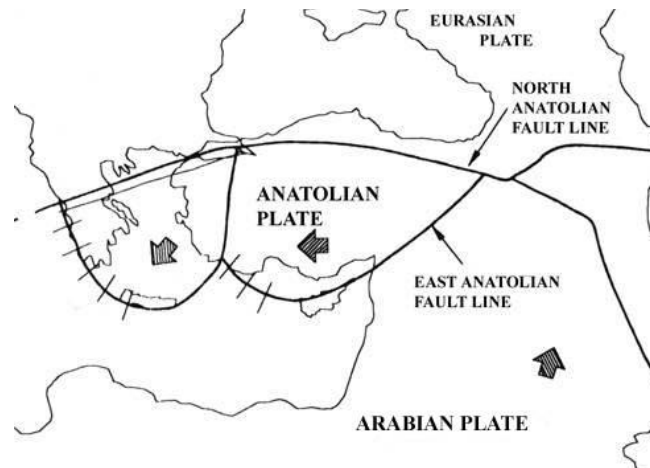 EURASIAN
PLATE
NORTH
ANATOLIAN
FAULT LINE
ANATOLIAN
PLATE
EAST ANATOLIAN
FAULT LINE
ARABIAN PLATE